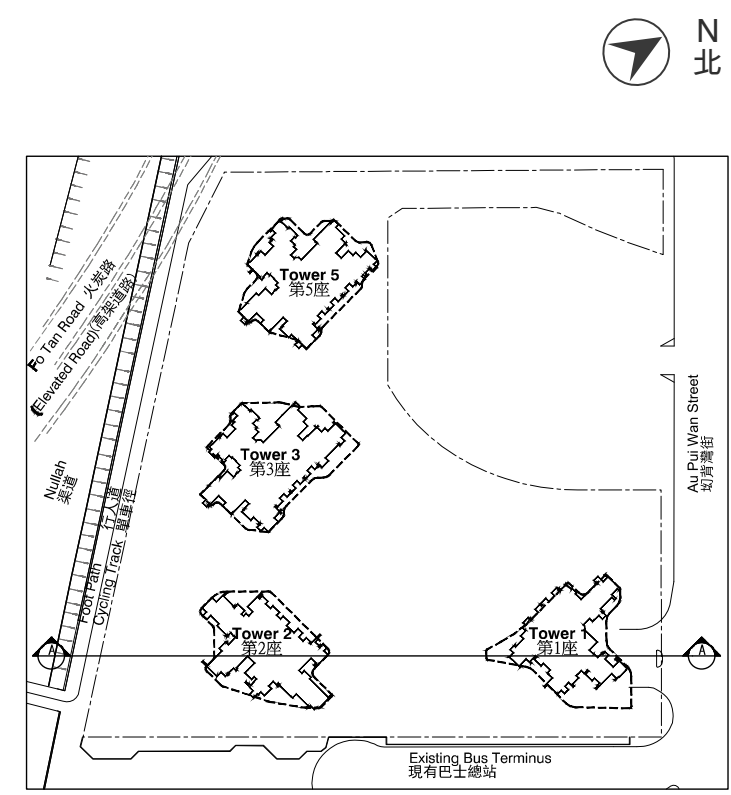 N
北
Tower 5
第5座
Fo Tan Road 火炭路
(Elevated Road)(高架道路)
Au Pui Wan Street
坳背灣街
Tower 3
第3座
Nullah
渠道
Foot Path 行人道
Cycling Track 單車徑
Tower 2
第2座
Tower 1
第1座
A
A
Existing Bus Terminus
現有巴士總站